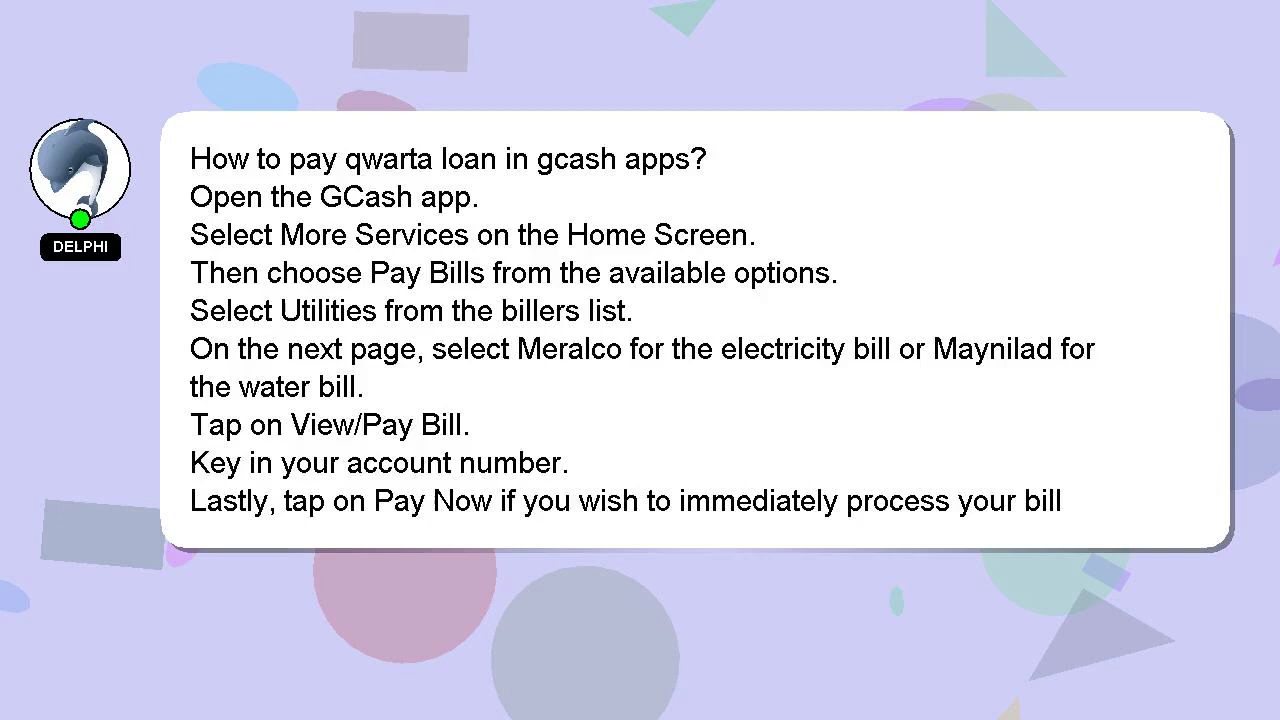 DELPHI
How to pay qwarta loan in gcash apps?
Open the GCash app.
Select More Services on the Home Screen.
Then choose Pay Bills from the available options.
Select Utilities from the billers list.
On the next page, select Meralco for the electricity bill or Maynilad for
the water bill.
Tap on View/Pay Bill.
Key in your account number.
Lastly, tap on Pay Now if you wish to immediately process your bill